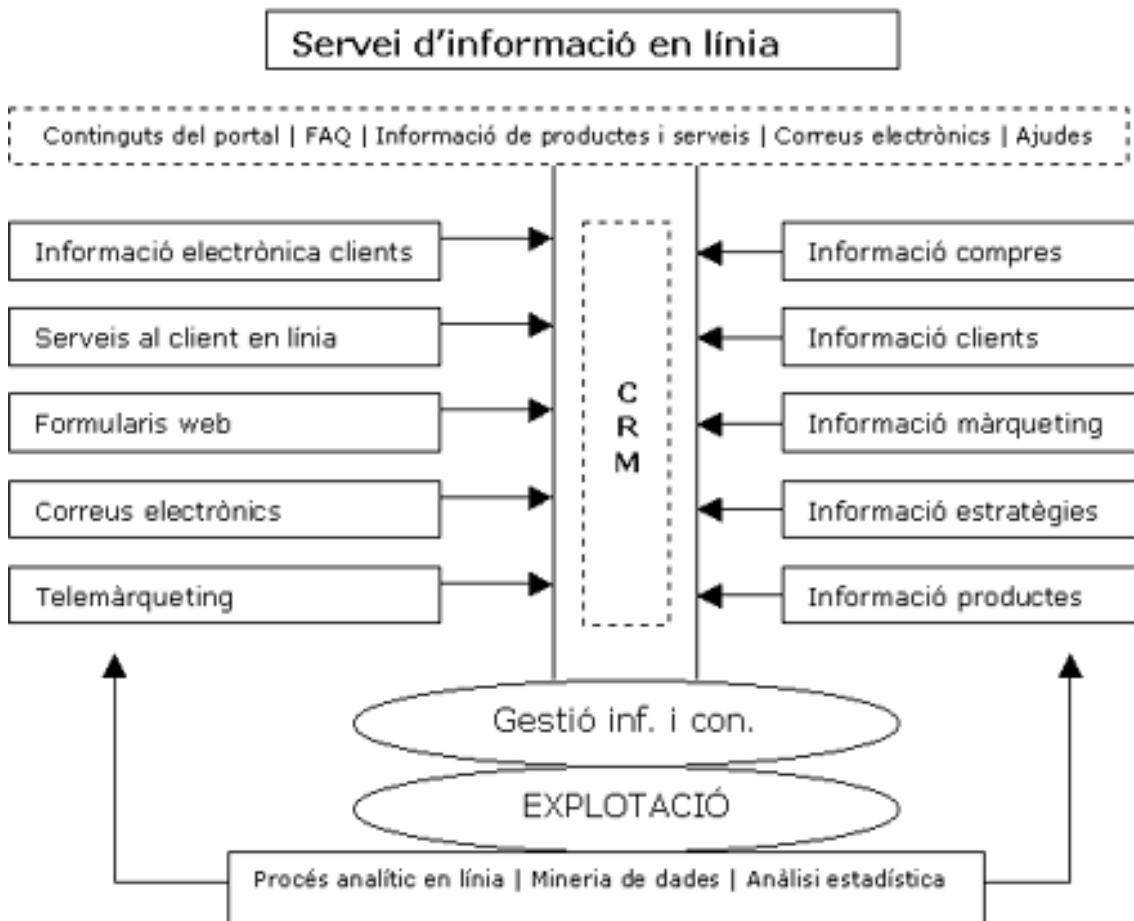 Servei d'informació en línia
Continguts del portal | FAQ | Informació de productes i serveis | Correus electrònics | Ajudes
Informació electrònica clients
Serveis al client en línia
Formularis web
Correus electrònics
Telemàrqueting
C
R
M
Informació compres
Informació clients
Informació màrqueting
Informació estratègies
Informació productes
Gestió inf. i con.
EXPLOTACIÓ
Procés analític en línia | Mineria de dades | Anàlisi estadística